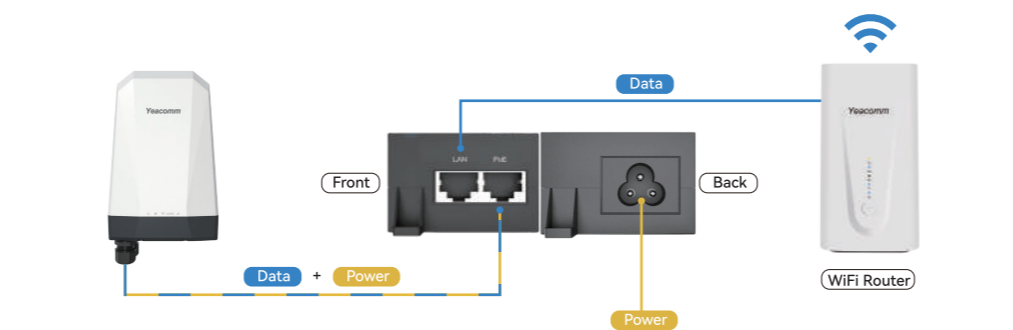 Data
Yeacomm
Yeacomm
LAN PoE
Front
Back
Data + Power
WiFi Router
Power